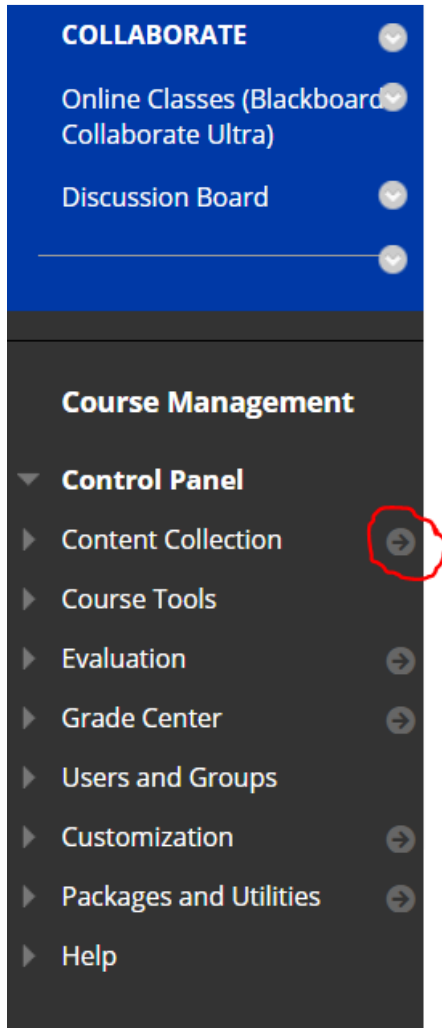 COLLABORATE
Online Classes (Blackboard
Collaborate Ultra)
Discussion Board
Course Management
Control Panel
Content Collection
Course Tools
Evaluation
Grade Center
Users and Groups
Customization
Packages and Utilities
Help